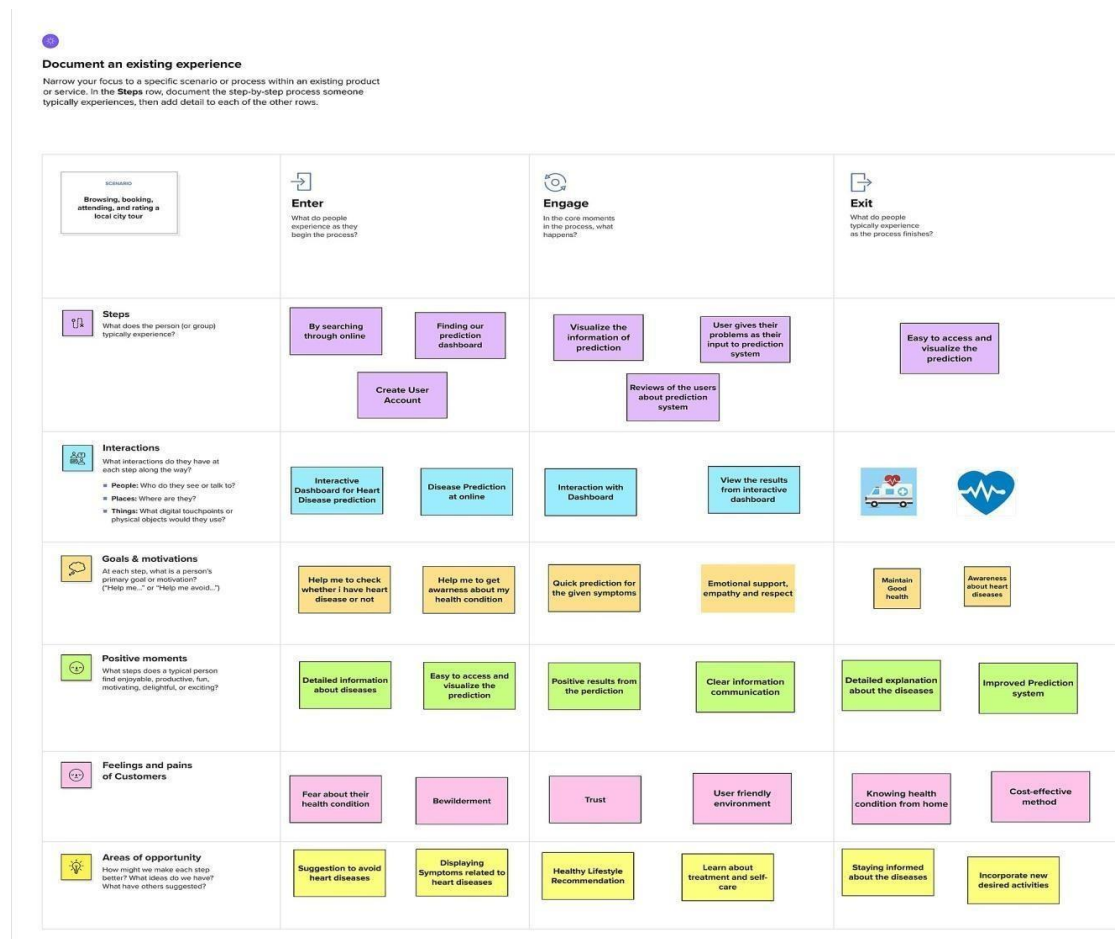 Document an existing experience
Narrow your focus to a specific scenario or process within an existing product
or service. In the Steps row, document the step-by-step process someone
typically experiences, then add detail to each of the other rows.
SCENARIO
Browsing, booking,
attending, and rating a
local city tour
Enter
What do people
experience as they
begin the process?
Engage
In the core moments
in the process, what
happens?
Exit
What do people
typically experience
as the process finishes?
Steps
What does the person (or group)
typically experience?
By searching
through online
Finding our
prediction
dashboard
Create User
Account
Visualize the
information of
prediction
User gives their
problems as their
input to prediction
system
Reviews of the users
about prediction
system
Easy to access and
visualize the
prediction
Interactions
What interactions do they have at
each step along the way?
People: Who do they see or talk to?
Places: Where are they?
Things: What digital touchpoints or
physical objects would they use?
Interactive
Dashboard for Heart
Disease prediction
Disease Prediction
at online
Interaction with
Dashboard
View the results
from interactive
dashboard
Goals & motivations
At each step, what is a person's
primary goal or motivation?
("Help me..." or "Help me avoid...")
Help me to check
whether i have heart
disease or not
Help me to get
awarness about my
health condition
Quick prediction for
the given symptoms
Emotional support,
empathy and respect
Maintain
Good
health
Awareness
about heart
diseases
Positive moments
What steps does a typical person
find enjoyable, productive, fun,
motivating, delightful, or exciting?
Detailed information
about diseases
Easy to access and
visualize the
prediction
Positive results from
the perdiction
Clear information
communication
Detailed explanation
about the diseases
Improved Prediction
system
Feelings and pains
of Customers
Fear about their
health condition
Bewilderment
Trust
User friendly
environment
Knowing health
condition from home
Cost-effective
method
Areas of opportunity
How might we make each step
better? What ideas do we have?
What have others suggested?
Suggestion to avoid
heart diseases
Displaying
Symptoms related to
heart diseases
Healthy Lifestyle
Recommendation
Learn about
treatment and self-
care
Staying informed
about the diseases
Incorporate new
desired activities